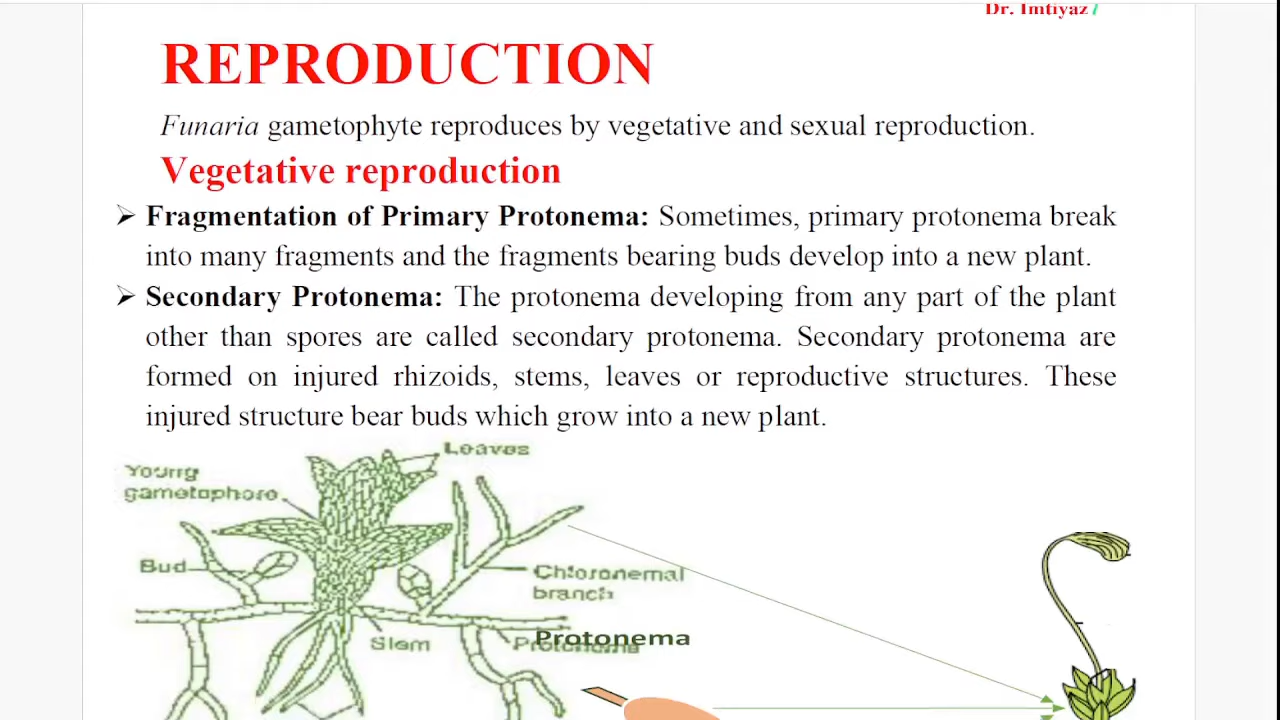 Dr. Imtiyaz
REPRODUCTION
Funaria gametophyte reproduces by vegetative and sexual reproduction.
Vegetative reproduction
➢ Fragmentation of Primary Protonema: Sometimes, primary protonema break
into many fragments and the fragments bearing buds develop into a new plant.
➢ Secondary Protonema: The protonema developing from any part of the plant
other than spores are called secondary protonema. Secondary protonema are
formed on injured rhizoids, stems, leaves or reproductive structures. These
injured structure bear buds which grow into a new plant.
Leaves
Young
gametophore
Bud
Chloronemal
branch
Stem
Protonema
Protonema